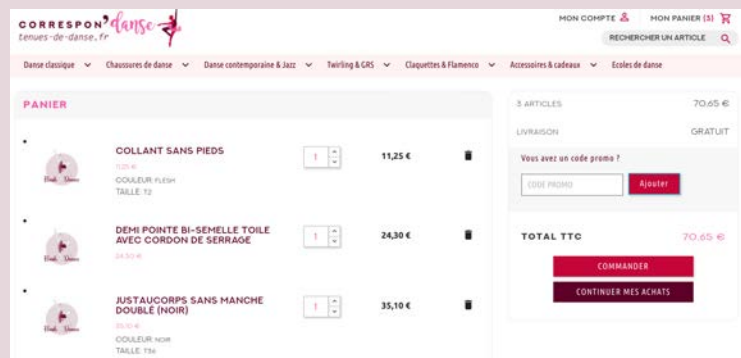 CORRESPON'danse
tenues-de-danse.fr
MON COMPTE
MON PANIER (3)
RECHERCHER UN ARTICLE
Danse classique
Chaussures de danse
Danse contemporaine & Jazz
Twirling & GRS
Claquettes & Flamenco
Accessoires & cadeaux
Ecoles de danse
PANIER
COLLANT SANS PIEDS
11,25 €
COULEUR: FLESH
TAILLE: T2
1
11,25 €
DEMI POINTE BI-SEMELLE TOILE
AVEC CORDON DE SERRAGE
24,30 €
1
24,30 €
JUSTAUCORPS SANS MANCHE
DOUBLÉ (NOIR)
35,10 €
COULEUR: NOIR
TAILLE: T36
1
35,10 €
3 ARTICLES
70,65 €
LIVRAISON
GRATUIT
Vous avez un code promo ?
CODE PROMO
Ajouter
TOTAL TTC
70,65 €
COMMANDER
CONTINUER MES ACHATS